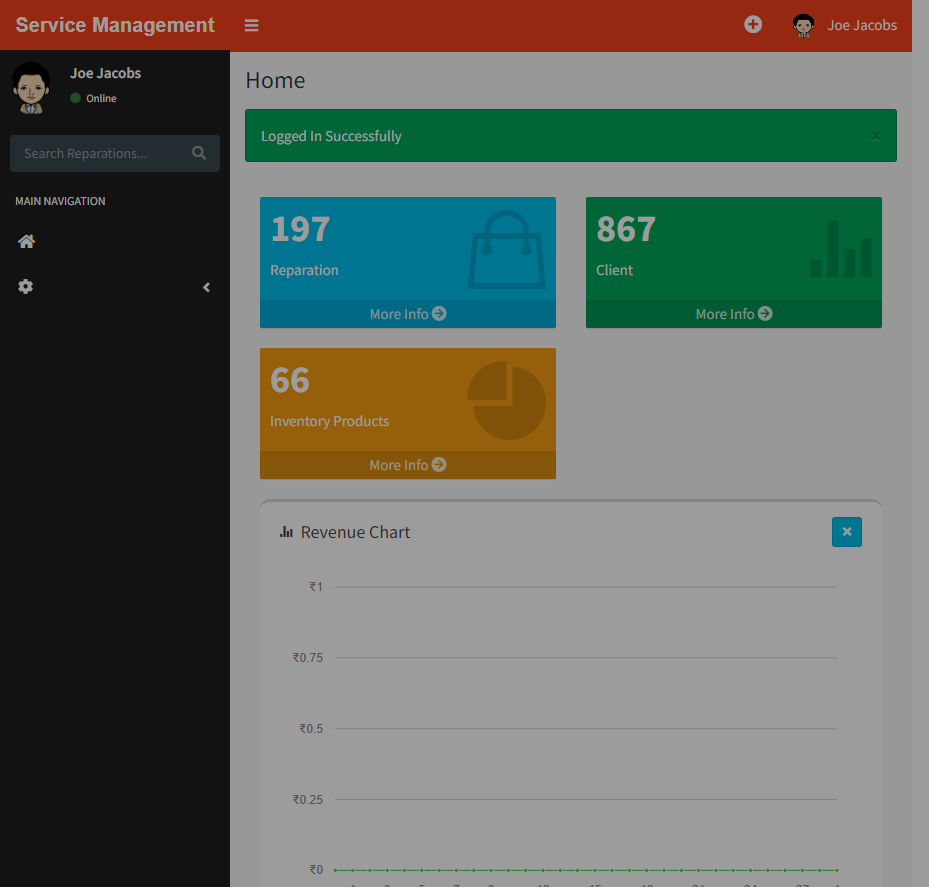 Service Management
Joe Jacobs
Joe Jacobs
Online
Search Reparations...
MAIN NAVIGATION
Home
Logged In Successfully
×
197
Reparation
More Info
867
Client
More Info
66
Inventory Products
More Info
Revenue Chart
₹1
₹0.75
₹0.5
₹0.25
₹0